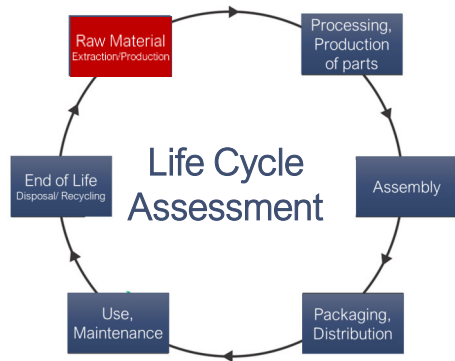 Raw Material
Extraction/Production
Processing,
Production
of parts
Life Cycle
Assessment
End of Life
Disposal/ Recycling
Assembly
Use,
Maintenance
Packaging,
Distribution